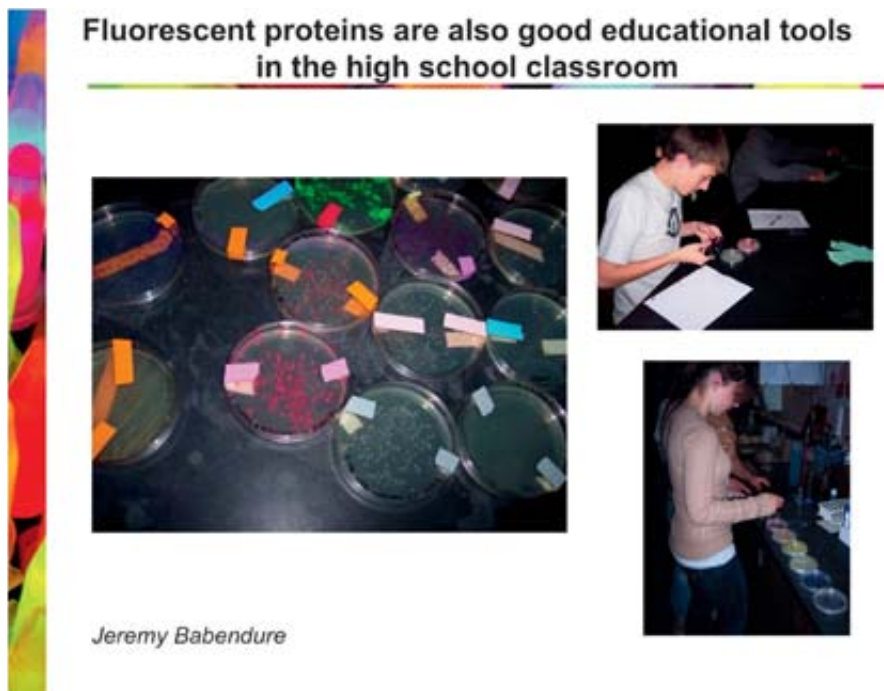 Fluorescent proteins are also good educational tools
in the high school classroom
Jeremy Babendure